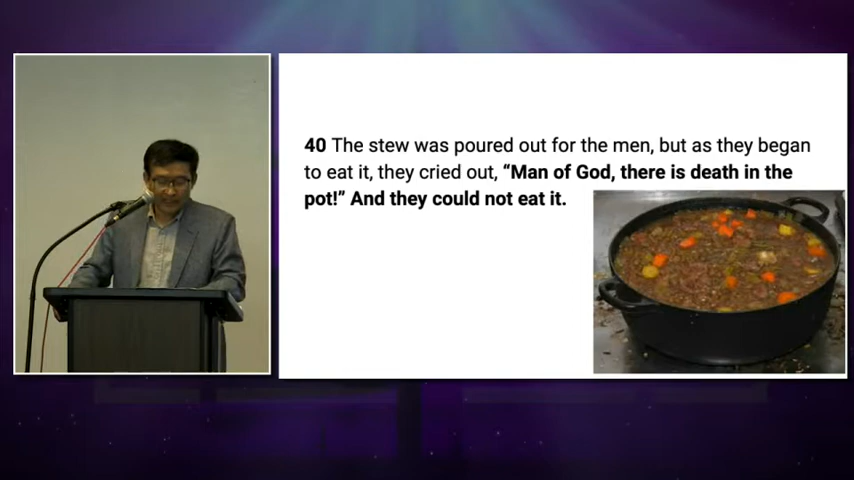 40 The stew was poured out for the men, but as they began
to eat it, they cried out, “Man of God, there is death in the
pot!” And they could not eat it.